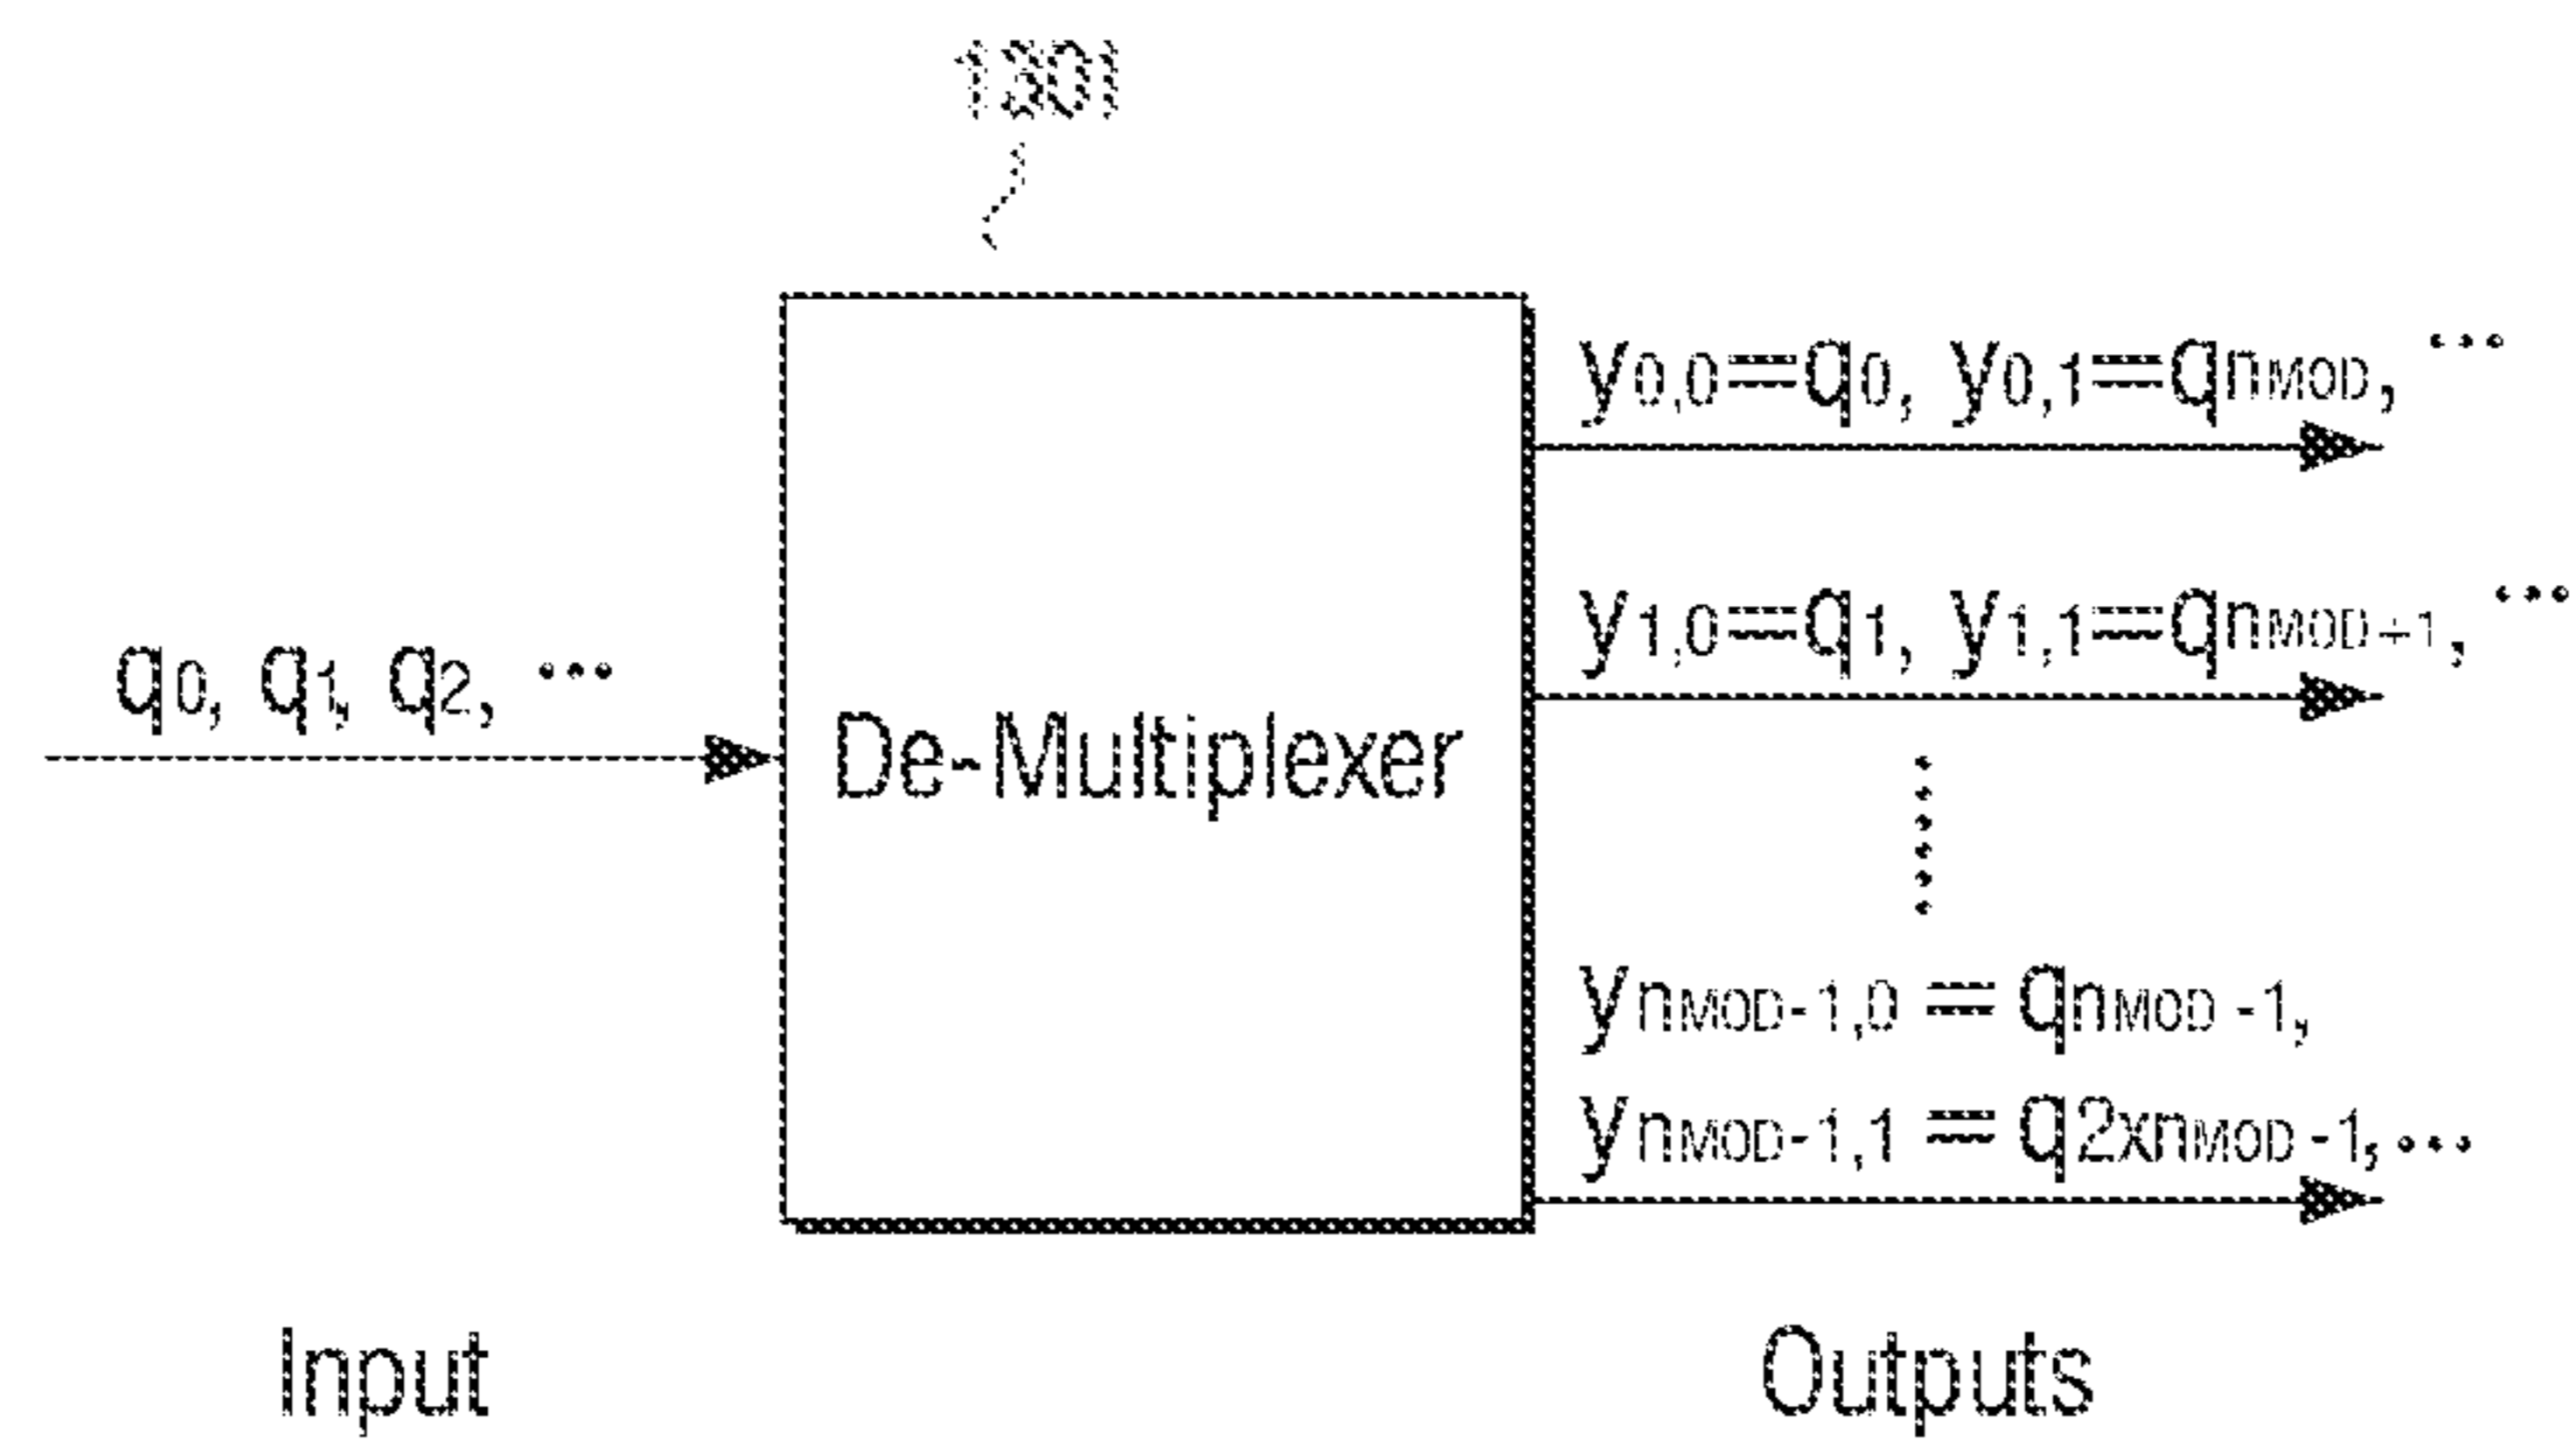 q0, q1, q2, ···
De-Multiplexer
y0,0=q0, y0,1=qnMOD, ···
y1,0=q1, y1,1=qnMOD+1, ···
ynMOD-1,0 = qnMOD-1,
ynMOD-1,1 = q2xnMOD-1, ···
Input
Outputs